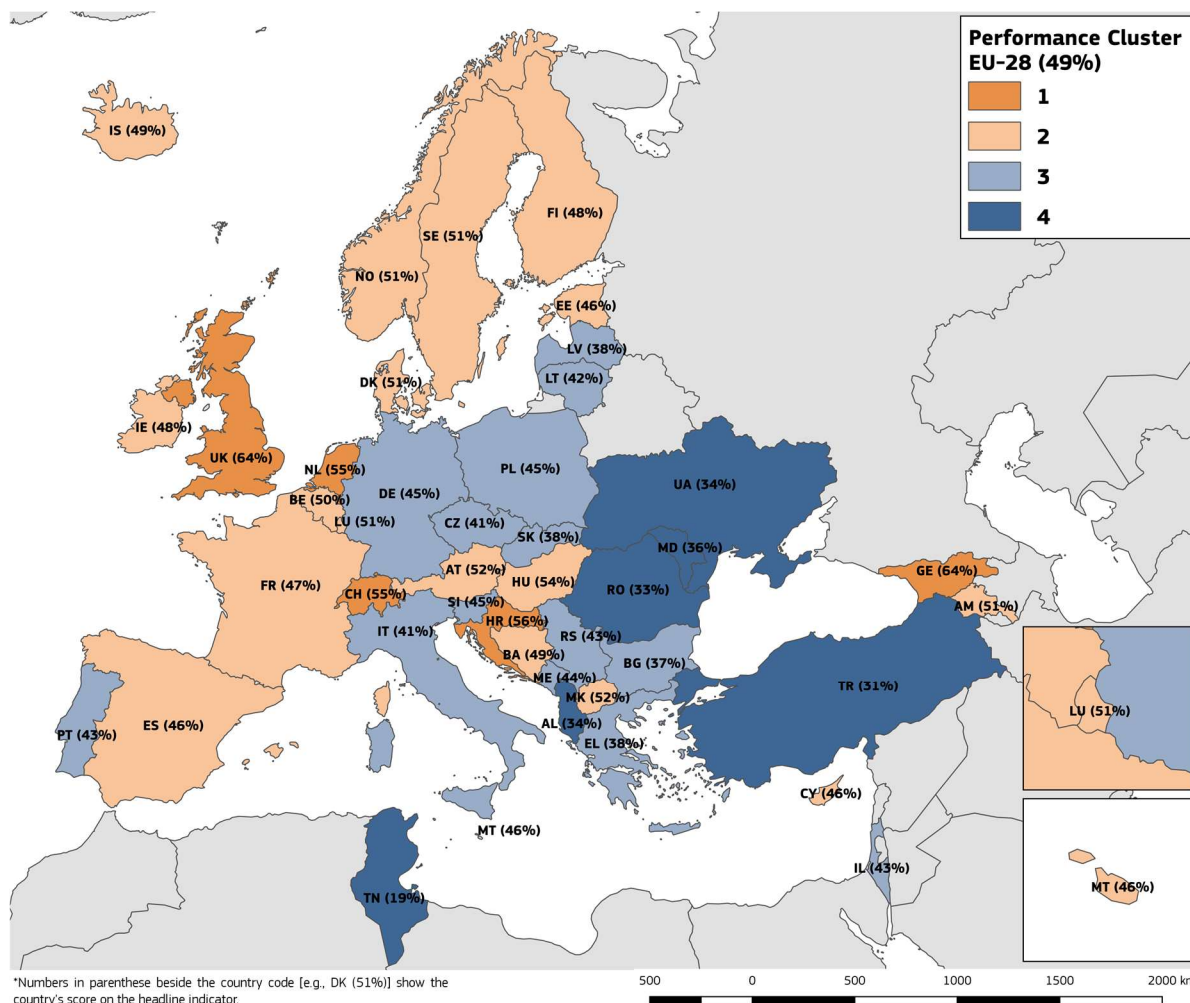 Performance Cluster
EU-28 (49%)
1
2
3
4
IS (49%)
FI (48%)
SE (51%)
NO (51%)
EE (46%)
LV (38%)
DK (51%)
LT (42%)
IE (48%)
UK (64%)
NL (55%)
PL (45%)
BE (50%)
DE (45%)
UA (34%)
LU (51%)
CZ (41%)
SK (38%)
MD (36%)
AT (52%)
GE (64%)
FR (47%)
HU (54%)
CH (55%)
RO (33%)
SI (45%)
AM (51%)
HR (56%)
IT (41%)
RS (43%)
BA (49%)
BG (37%)
ME (44%)
TR (31%)
MK (52%)
LU (51%)
AL (34%)
ES (46%)
PT (43%)
EL (38%)
CY (46%)
MT (46%)
IL (43%)
MT (46%)
TN (19%)
*Numbers in parenthese beside the country code [e.g., DK (51%)] show the
country's score on the headline indicator.
500 0 500 1000 1500 2000 km